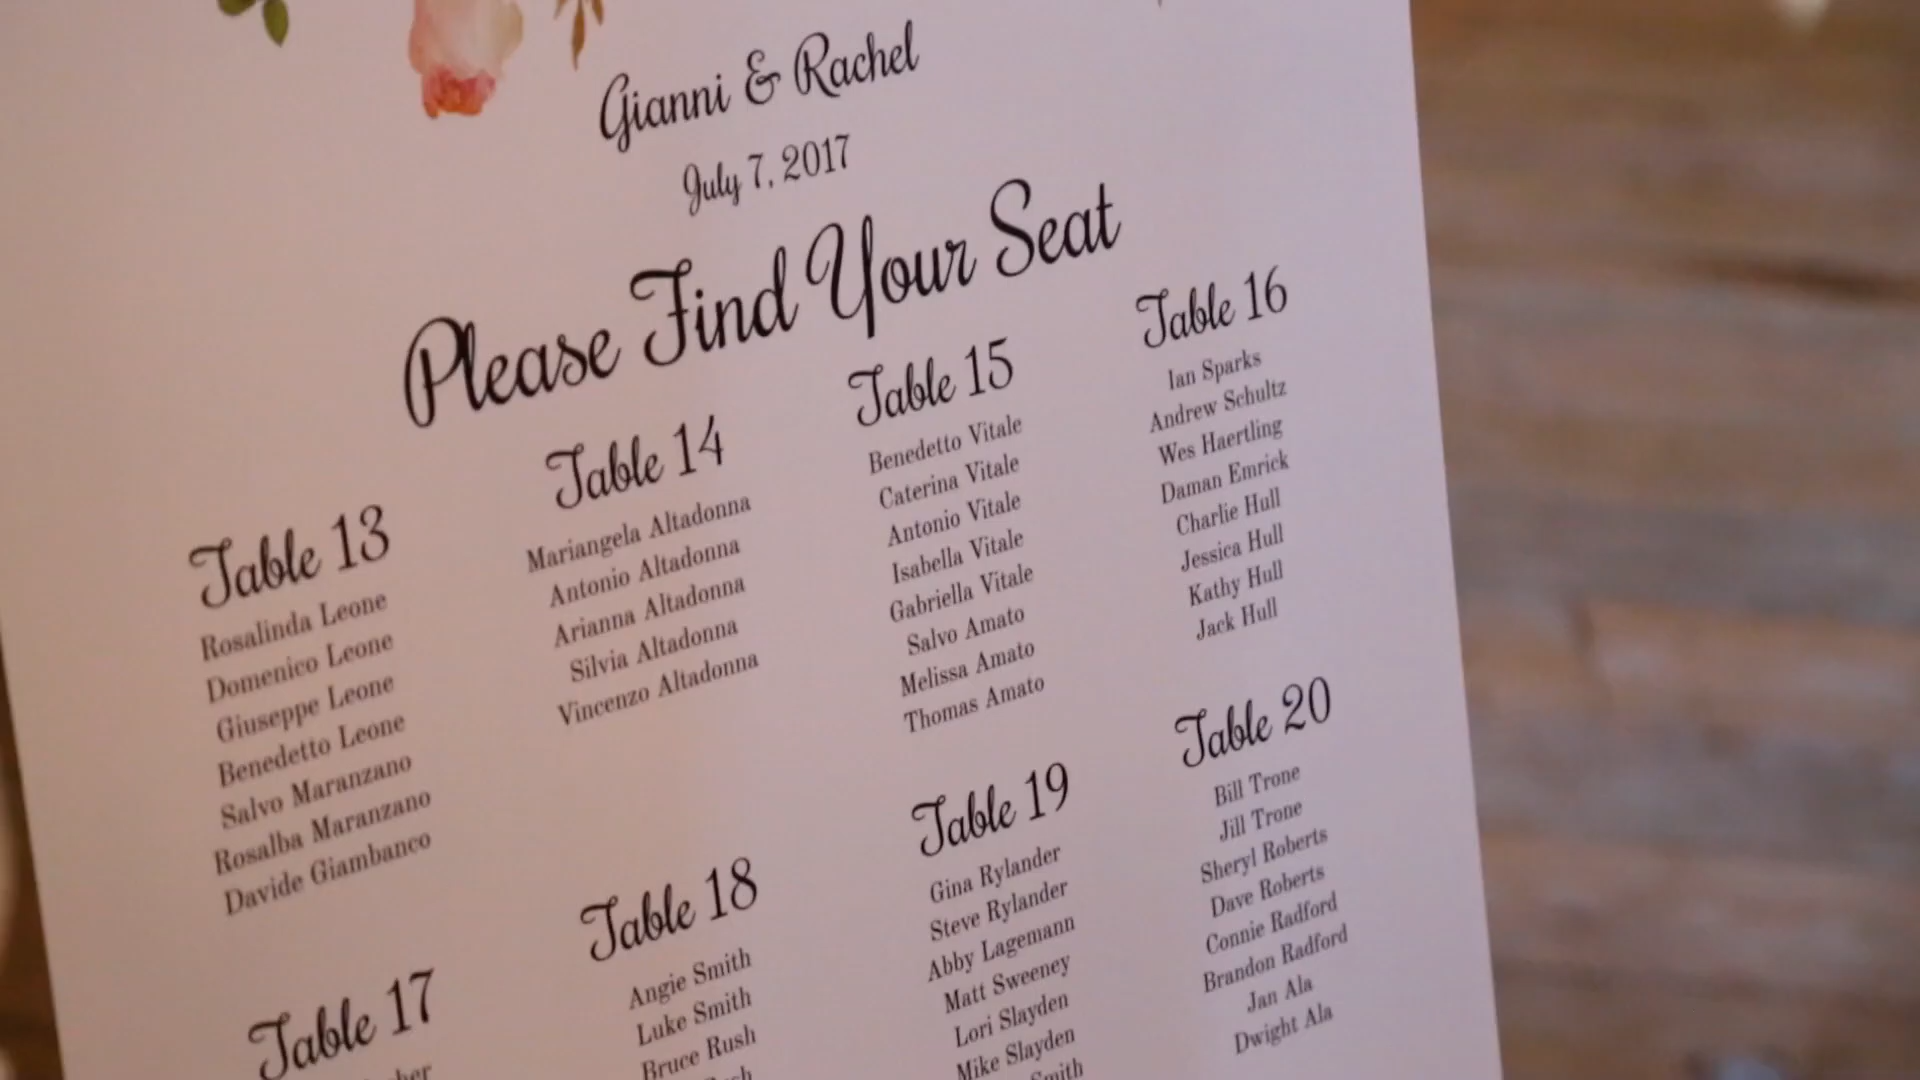 Gianni & Rachel
July 7, 2017
Please Find Your Seat
Table 13
Rosalinda Leone
Domenico Leone
Giuseppe Leone
Benedetto Leone
Salvo Maranzano
Rosalba Maranzano
Davide Giambanco
Table 14
Mariangela Altadonna
Antonio Altadonna
Arianna Altadonna
Silvia Altadonna
Vincenzo Altadonna
Table 15
Benedetto Vitale
Caterina Vitale
Antonio Vitale
Isabella Vitale
Gabriella Vitale
Salvo Amato
Melissa Amato
Thomas Amato
Table 16
Ian Sparks
Andrew Schultz
Wes Haertling
Daman Emrick
Charlie Hull
Jessica Hull
Kathy Hull
Jack Hull
Table 17
Table 18
Angie Smith
Luke Smith
Bruce Rush
Table 19
Gina Rylander
Steve Rylander
Abby Lagemann
Matt Sweeney
Lori Slayden
Mike Slayden
Smith
Table 20
Bill Trone
Jill Trone
Sheryl Roberts
Dave Roberts
Connie Radford
Brandon Radford
Jan Ala
Dwight Ala